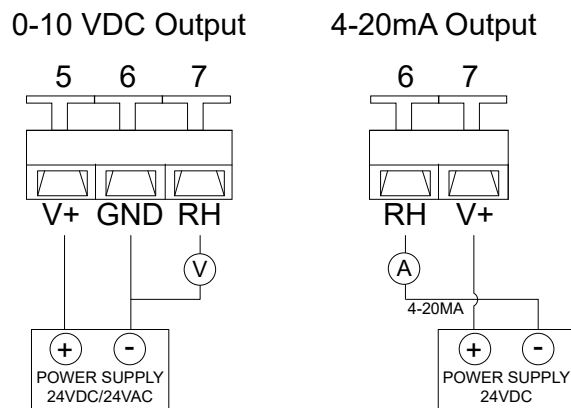 0-10 VDC Output
5 6 7
V+ GND RH
V
+ -
POWER SUPPLY
24VDC/24VAC
4-20mA Output
6 7
RH V+
A
4-20MA
+ -
POWER SUPPLY
24VDC